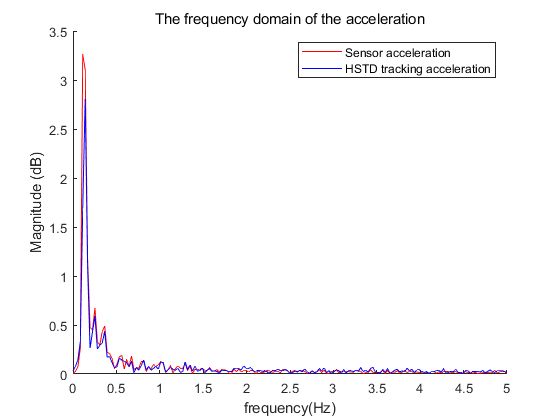 The frequency domain of the acceleration
Sensor acceleration
HSTD tracking acceleration
Magnitude (dB)
3.5
3
2.5
2
1.5
1
0.5
0
0 0.5 1 1.5 2 2.5 3 3.5 4 4.5 5
frequency(Hz)